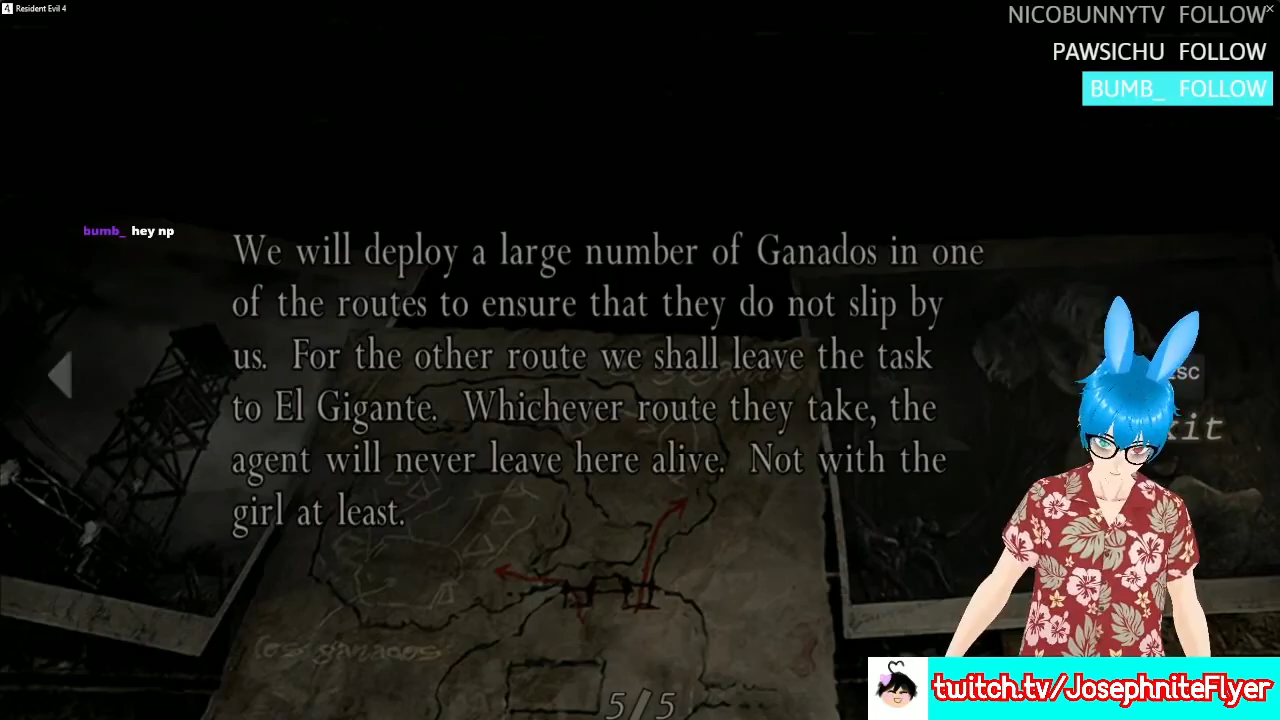 Resident Evil 4
NICOBUNNYTV FOLLOW
PAWSICHU FOLLOW
BUMB_ FOLLOW
bumb_ hey np
We will deploy a large number of Ganados in one
of the routes to ensure that they do not slip by
us. For the other route we shall leave the task
to El Gigante. Whichever route they take, the
agent will never leave here alive. Not with the
girl at least.
Los ganados
5/5
twitch.tv/JosephniteFlyer